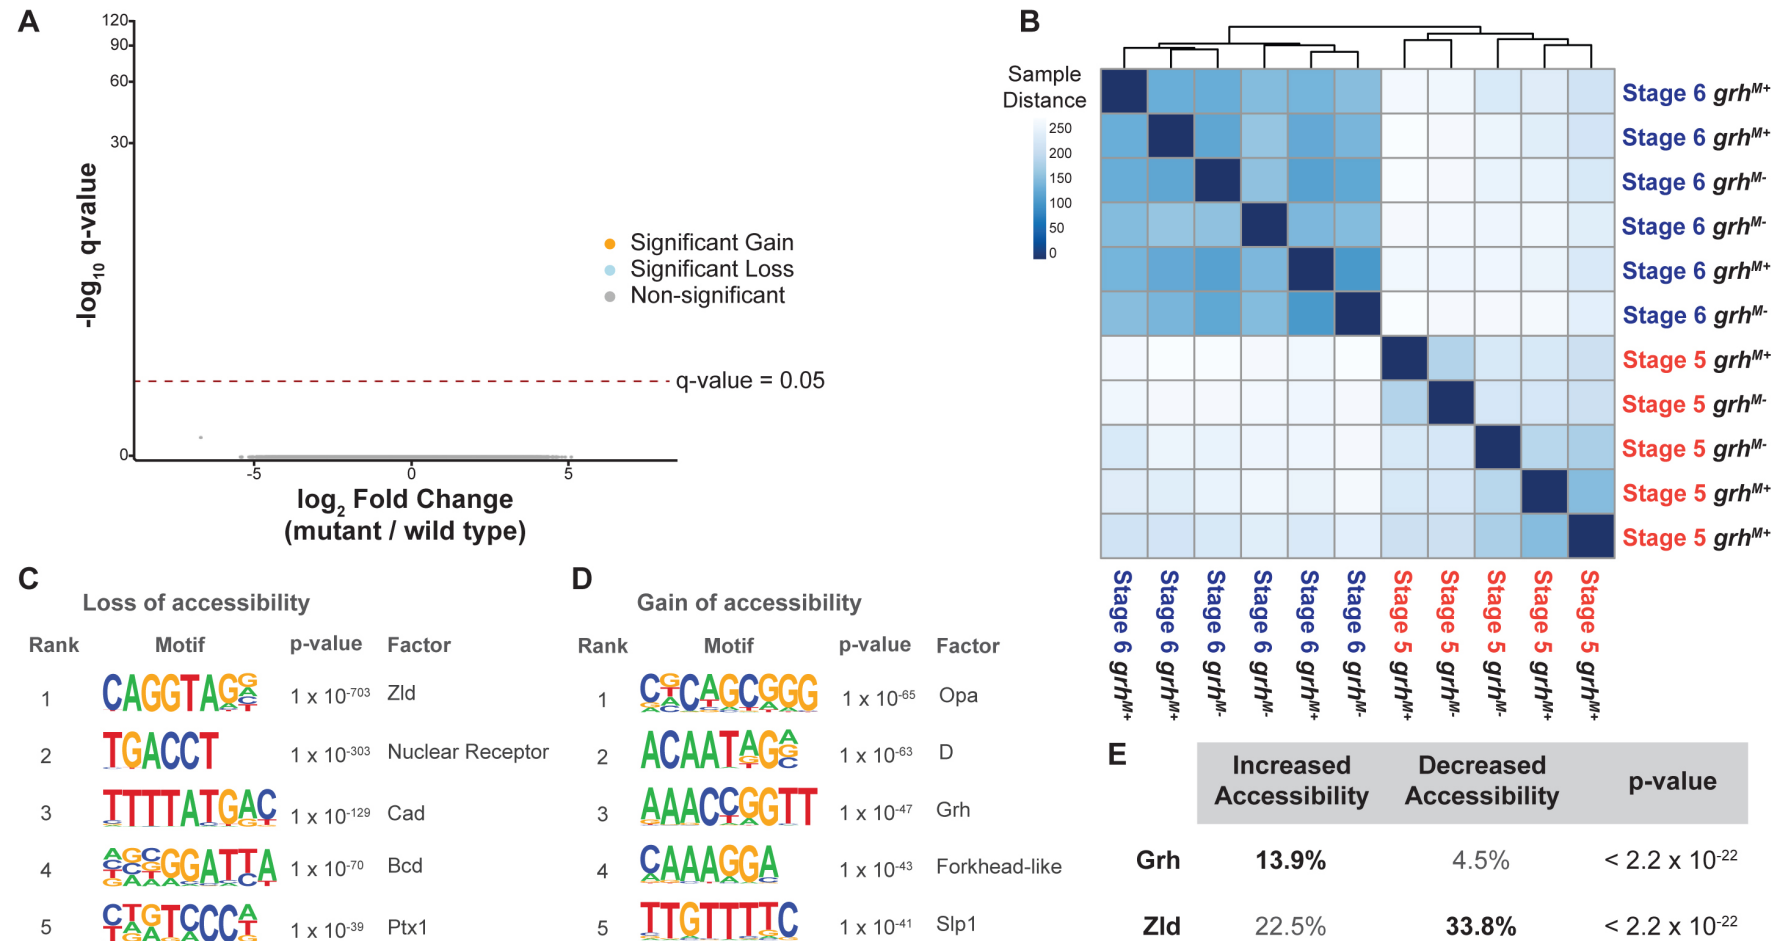 A
120
90
60
30
0
-log10 q-value
Significant Gain
Significant Loss
Non-significant
q-value = 0.05
-5 0 5
log2 Fold Change
(mutant / wild type)
B
Sample
Distance
250
200
150
100
50
0
Stage 6 grhM+
Stage 6 grhM+
Stage 6 grhM-
Stage 6 grhM-
Stage 6 grhM+
Stage 6 grhM-
Stage 5 grhM+
Stage 5 grhM-
Stage 5 grhM-
Stage 5 grhM+
Stage 5 grhM+
Stage 6 grhM+
Stage 6 grhM+
Stage 6 grhM-
Stage 6 grhM-
Stage 6 grhM+
Stage 6 grhM-
Stage 5 grhM+
Stage 5 grhM-
Stage 5 grhM-
Stage 5 grhM+
Stage 5 grhM+
C
Loss of accessibility
Rank Motif p-value Factor
1 CAGGTAGG 1 x 10-703 Zld
2 TGACCT 1 x 10-303 Nuclear Receptor
3 TTTTATGAC 1 x 10-129 Cad
4 AGCGGATTA 1 x 10-70 Bcd
5 CTGTCCCA 1 x 10-39 Ptx1
D
Gain of accessibility
Rank Motif p-value Factor
1 CGCAGCGGG 1 x 10-65 Opa
2 ACAATAGA 1 x 10-63 D
3 AAACCGGTT 1 x 10-47 Grh
4 CAAAGGA 1 x 10-43 Forkhead-like
5 TTGTTTTC 1 x 10-41 Slp1
E
Increased
Accessibility
Decreased
Accessibility
p-value
Grh 13.9% 4.5% < 2.2 x 10-22
Zld 22.5% 33.8% < 2.2 x 10-22